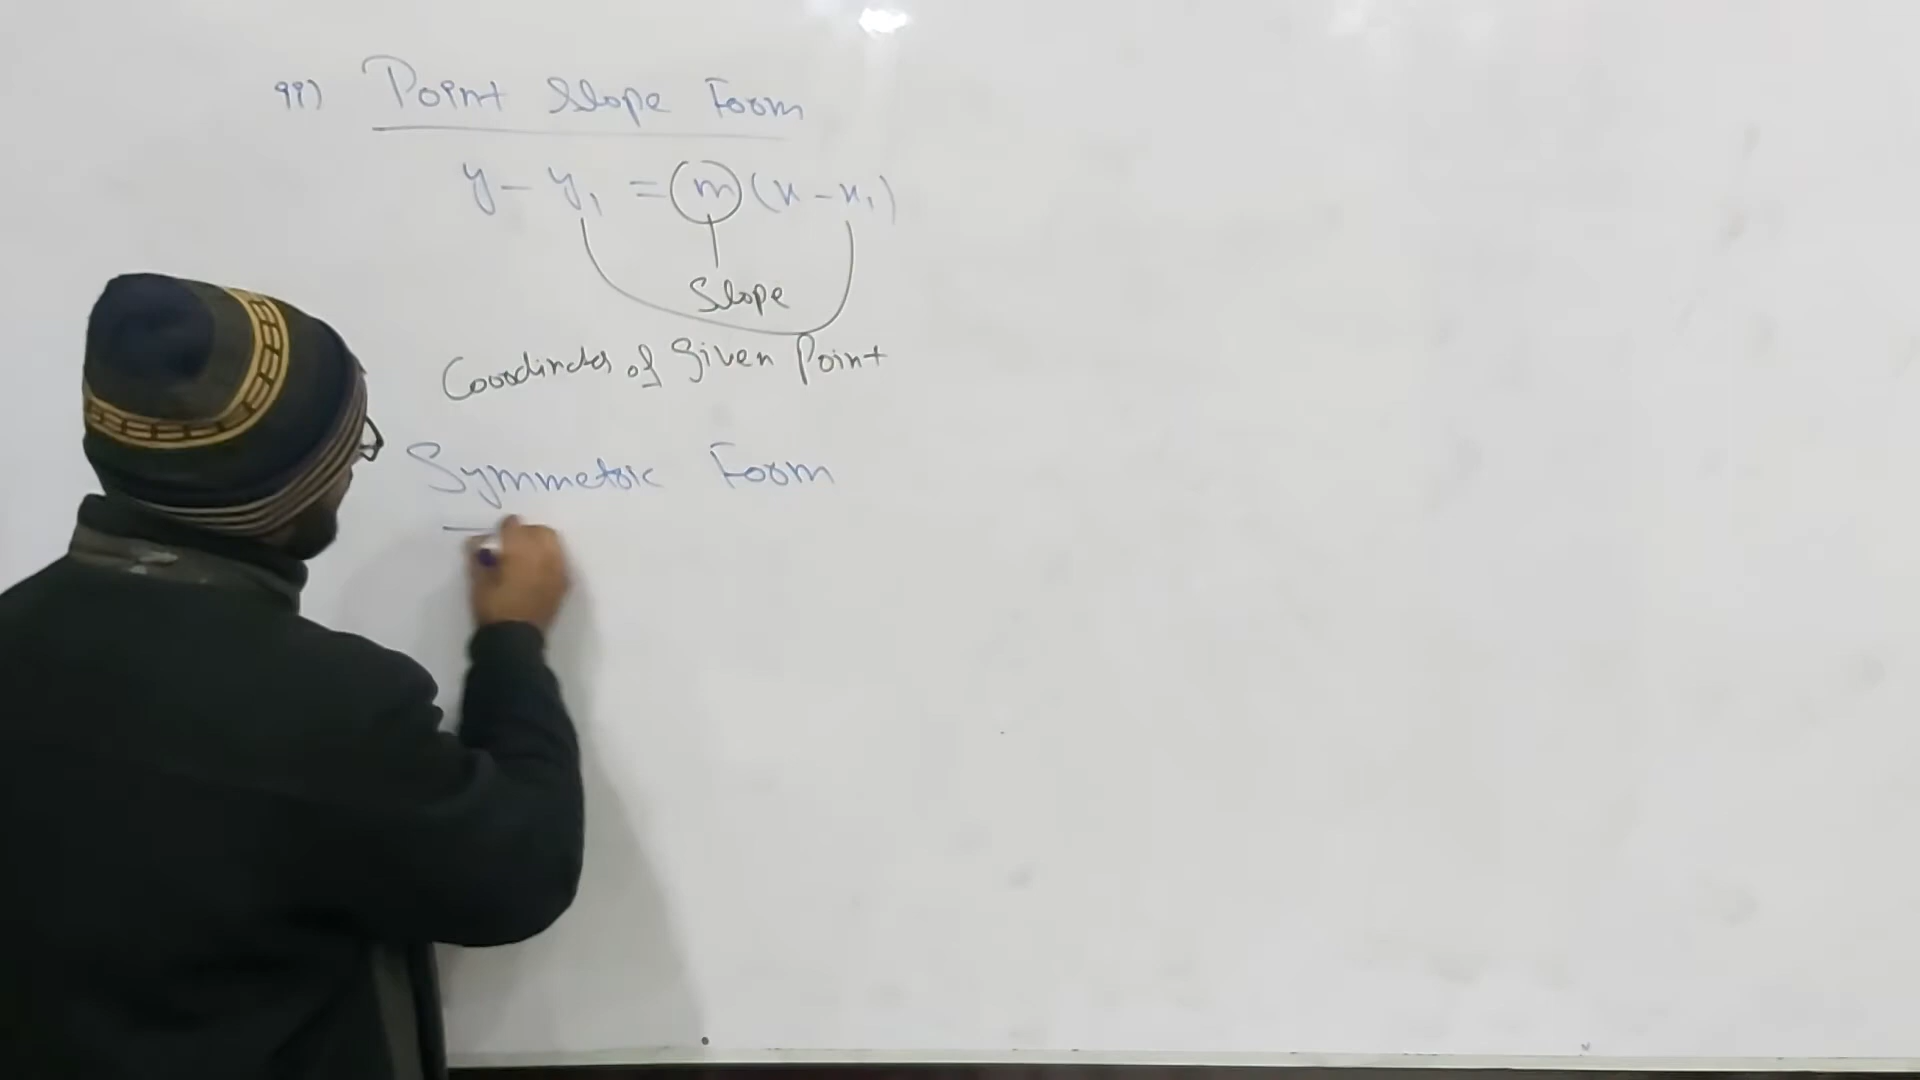 ii) Point Slope Form
y - y₁ = m (x - x₁)
Slope
Coordinates of Given Point
Symmetric Form